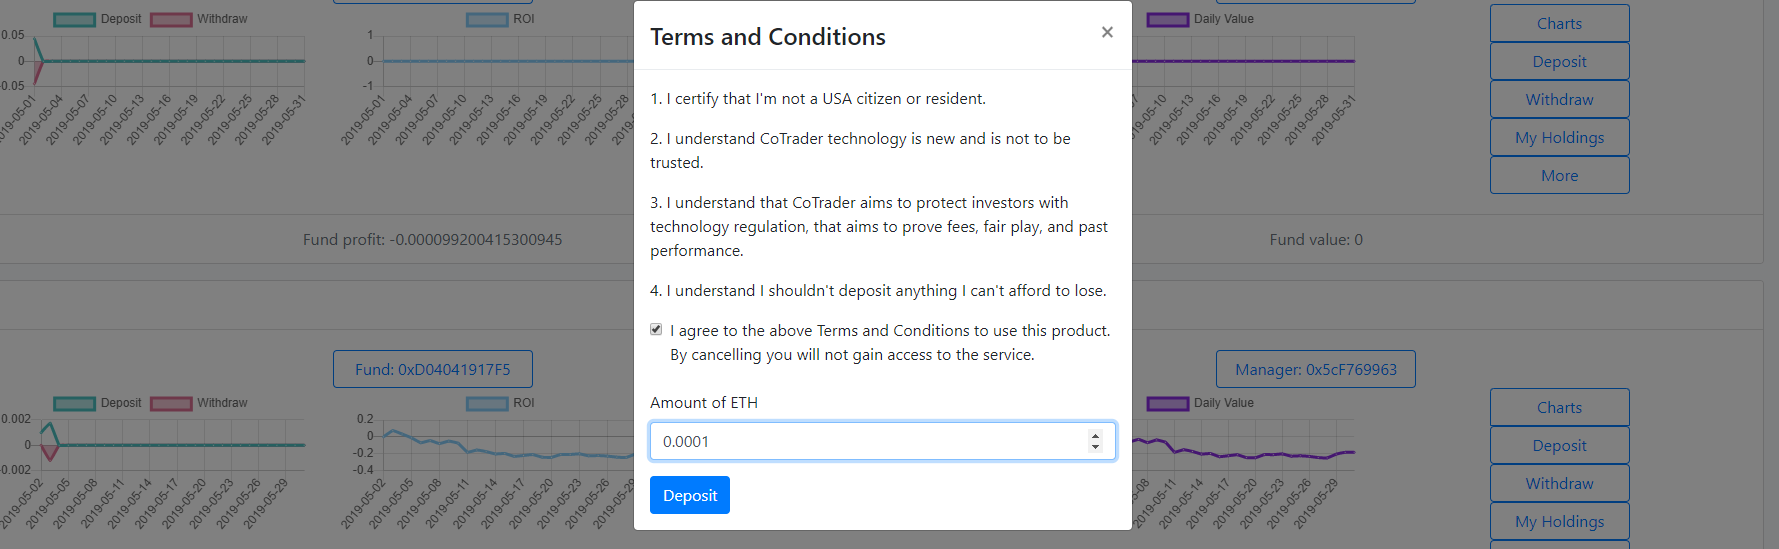 Deposit Withdraw
0.05
0
-0.05
2019-05-01 2019-05-04 2019-05-07 2019-05-10 2019-05-13 2019-05-16 2019-05-19 2019-05-22 2019-05-25 2019-05-28 2019-05-31
ROI
1
0
-1
2019-05-01 2019-05-04 2019-05-07 2019-05-10 2019-05-13 2019-05-16 2019-05-19 2019-05-22 2019-05-25 2019-05-28
Terms and Conditions ×
1. I certify that I'm not a USA citizen or resident.
2. I understand CoTrader technology is new and is not to be
trusted.
3. I understand that CoTrader aims to protect investors with
technology regulation, that aims to prove fees, fair play, and past
performance.
4. I understand I shouldn't deposit anything I can't afford to lose.
I agree to the above Terms and Conditions to use this product.
By cancelling you will not gain access to the service.
Amount of ETH
0.0001
Deposit
Daily Value
2019-05-10 2019-05-13 2019-05-16 2019-05-19 2019-05-22 2019-05-25 2019-05-28 2019-05-31
Charts
Deposit
Withdraw
My Holdings
More
Fund profit: -0.000099200415300945
Fund value: 0
Fund: 0xD04041917F5
Manager: 0x5cF769963
Deposit Withdraw
0.002
0
-0.002
2019-05-02 2019-05-05 2019-05-08 2019-05-11 2019-05-14 2019-05-17 2019-05-20 2019-05-23 2019-05-26 2019-05-29
ROI
0.2
0
-0.2
-0.4
2019-05-02 2019-05-05 2019-05-08 2019-05-11 2019-05-14 2019-05-17 2019-05-20 2019-05-23 2019-05-26
Daily Value
2019-05-11 2019-05-14 2019-05-17 2019-05-20 2019-05-23 2019-05-26 2019-05-29
Charts
Deposit
Withdraw
My Holdings